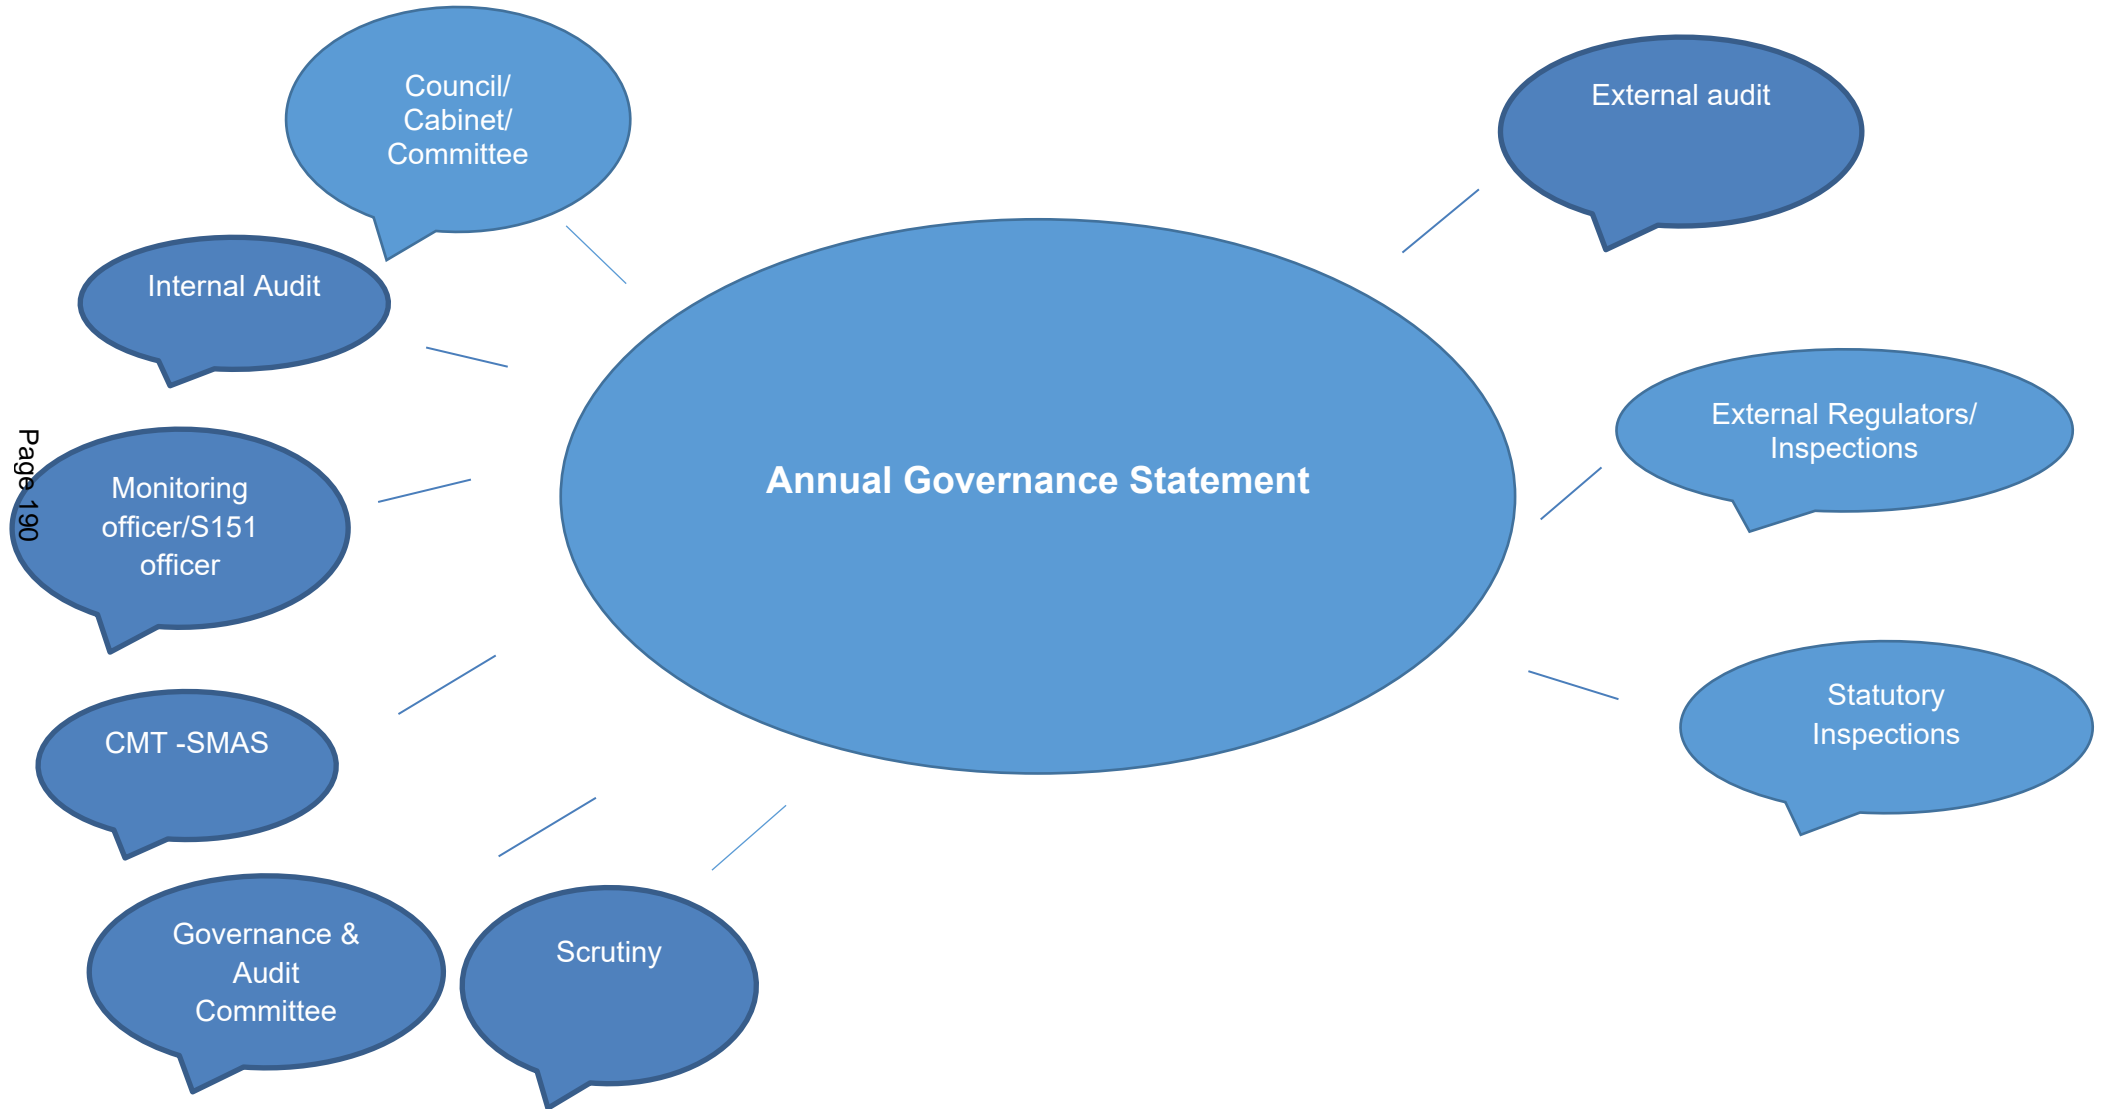 Council/
Cabinet/
Committee
External audit
Internal Audit
External Regulators/
Inspections
Page 190
Monitoring
officer/S151
officer
Annual Governance Statement
Statutory
Inspections
CMT -SMAS
Governance &
Audit
Committee
Scrutiny